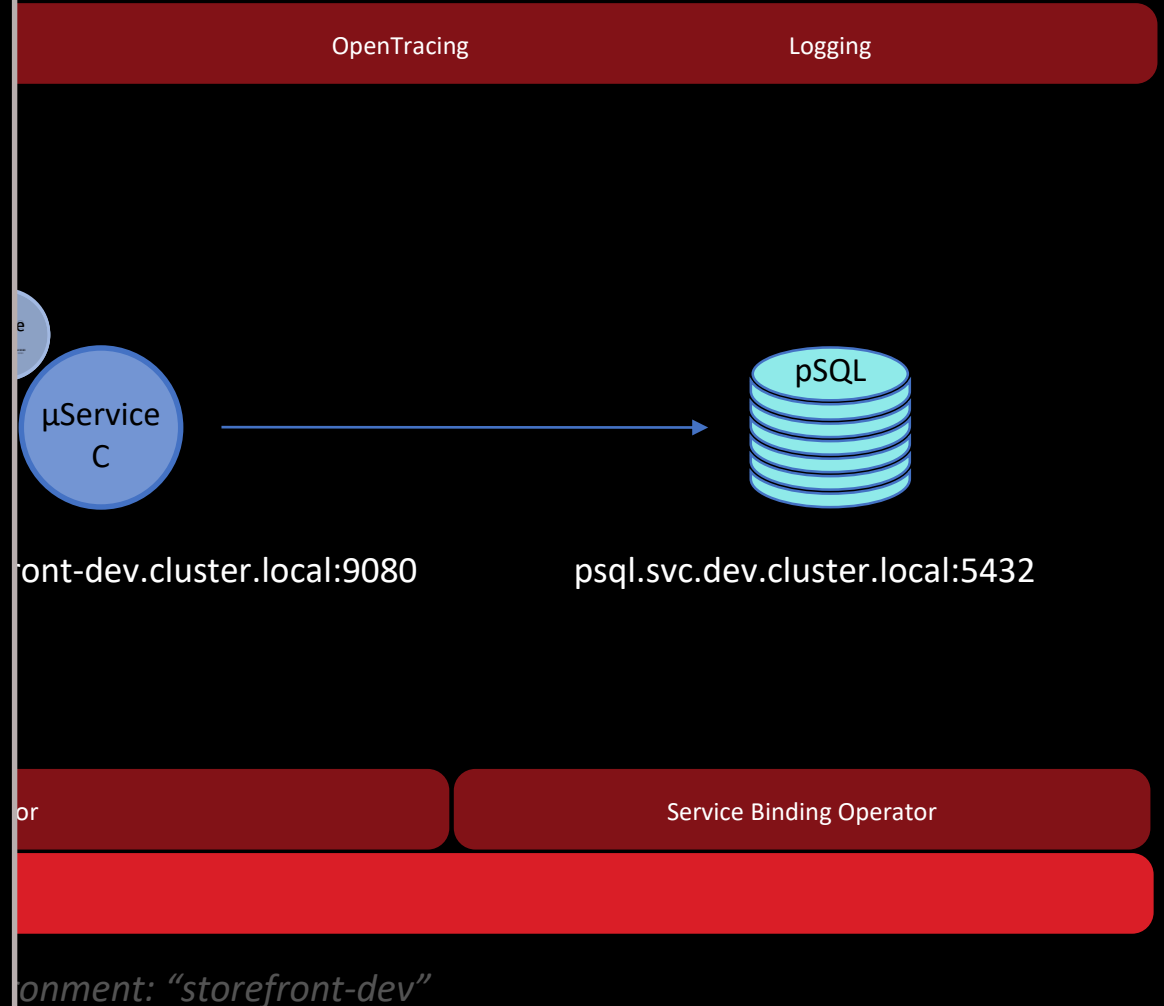 OpenTracing
Logging
e
µService
C
pSQL
ront-dev.cluster.local:9080
psql.svc.dev.cluster.local:5432
or
Service Binding Operator
onment: “storefront-dev”